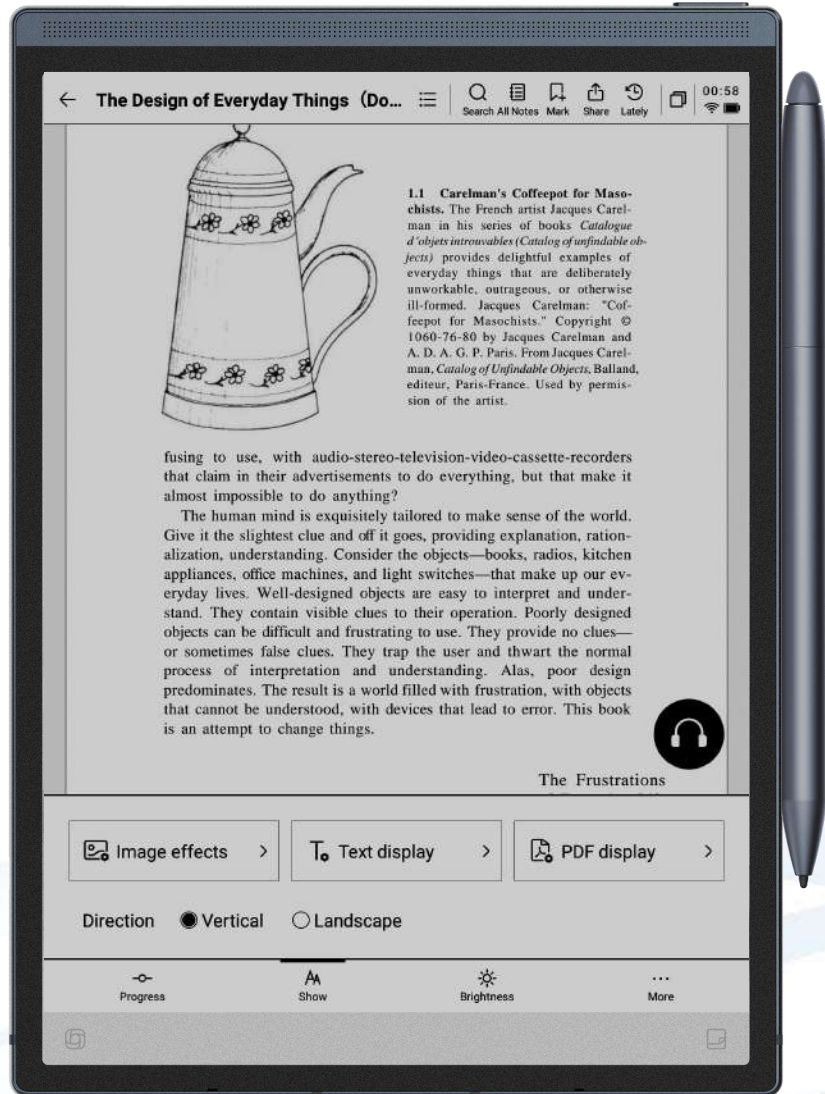 The Design of Everyday Things (Do...
Search All Notes Mark Share Lately
00:58
1.1 Carelman's Coffeepot for Maso-
chists. The French artist Jacques Carel-
man in his series of books Catalogue
d'objets introuvables (Catalog of unfindable ob-
jects) provides delightful examples of
everyday things that are deliberately
unworkable, outrageous, or otherwise
ill-formed. Jacques Carelman: "Cof-
feepot for Masochists." Copyright ©
1060-76-80 by Jacques Carelman and
A. D. A. G. P. Paris. From Jacques Carel-
man, Catalog of Unfindable Objects, Balland,
editeur, Paris-France. Used by permis-
sion of the artist.
fusing to use, with audio-stereo-television-video-cassette-recorders
that claim in their advertisements to do everything, but that make it
almost impossible to do anything?
The human mind is exquisitely tailored to make sense of the world.
Give it the slightest clue and off it goes, providing explanation, ration-
alization, understanding. Consider the objects—books, radios, kitchen
appliances, office machines, and light switches—that make up our ev-
eryday lives. Well-designed objects are easy to interpret and under-
stand. They contain visible clues to their operation. Poorly designed
objects can be difficult and frustrating to use. They provide no clues—
or sometimes false clues. They trap the user and thwart the normal
process of interpretation and understanding. Alas, poor design
predominates. The result is a world filled with frustration, with objects
that cannot be understood, with devices that lead to error. This book
is an attempt to change things.
The Frustrations
Image effects
Text display
PDF display
Direction Vertical Landscape
Progress Show Brightness More